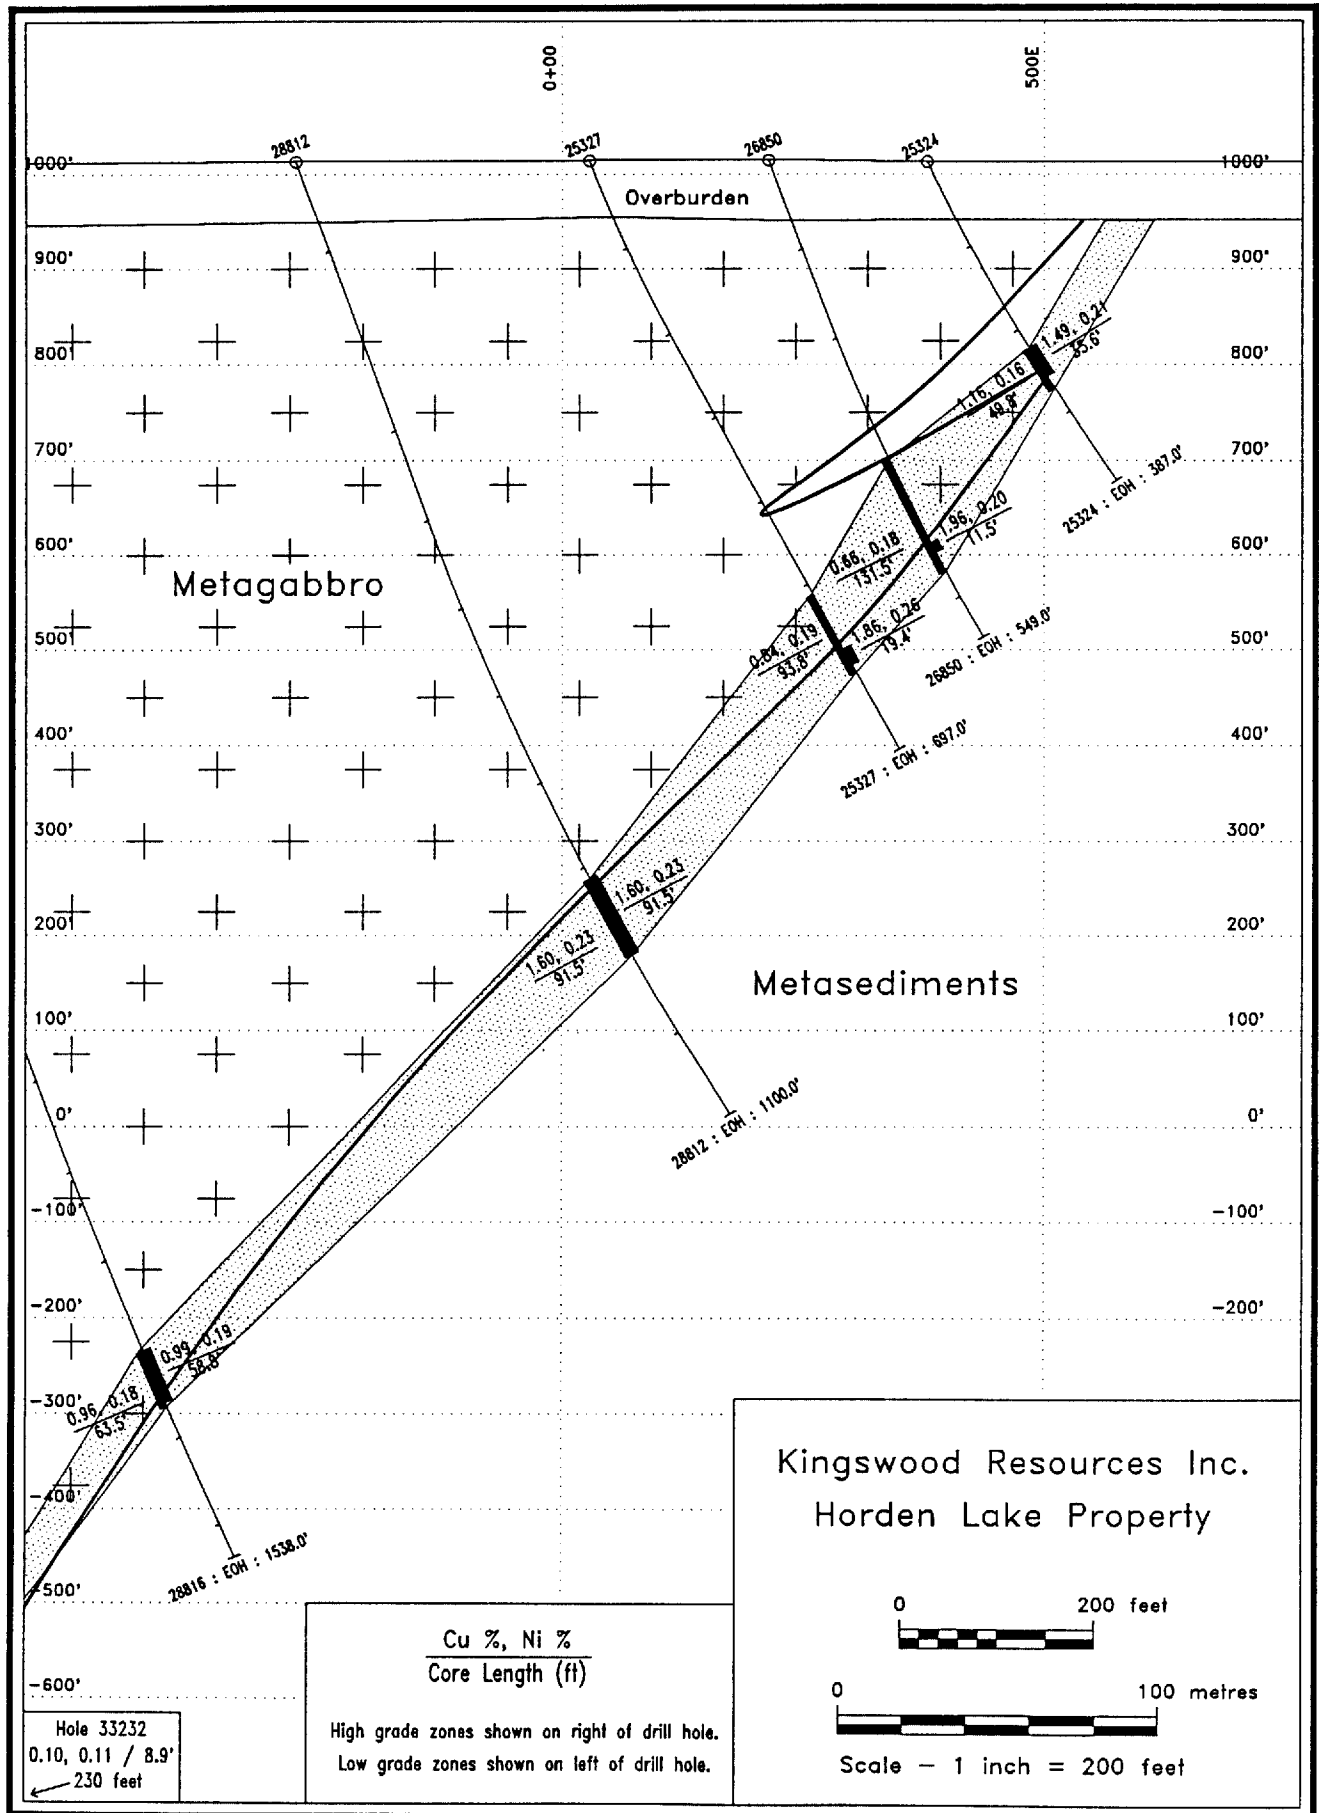 0+00
500E
28812
25327
26850
25324
1000'
1000'
Overburden
900'
900'
1.49, 0.21
35.6'
800'
800'
1.16, 0.16
49.8'
700'
700'
25324 : EOH : 387.0'
1.96, 0.20
11.5'
600'
600'
0.66, 0.18
131.5'
Metagabbro
1.86, 0.26
19.4'
26850 : EOH : 549.0'
500'
500'
0.84, 0.19
93.8'
400'
400'
25327 : EOH : 697.0'
300'
300'
1.60, 0.23
91.5'
200'
200'
1.60, 0.23
91.5'
Metasediments
100'
100'
0'
0'
28812 : EOH : 1100.0'
-100'
-100'
-200'
-200'
0.99, 0.19
58.8'
-300'
0.96, 0.18
63.5'
-400'
28816 : EOH : 1538.0'
-500'
-600'
Kingswood Resources Inc.
Horden Lake Property
0 200 feet
0 100 metres
Scale - 1 inch = 200 feet
Cu %, Ni %
Core Length (ft)
High grade zones shown on right of drill hole.
Low grade zones shown on left of drill hole.
Hole 33232
0.10, 0.11 / 8.9'
230 feet